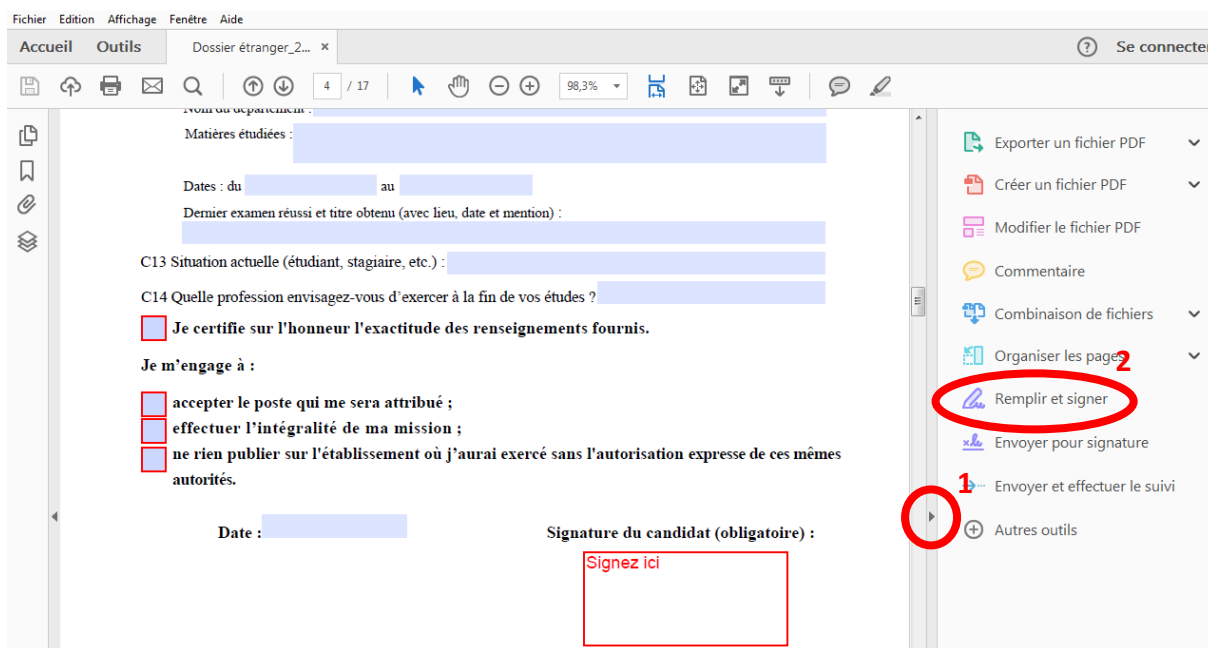 Fichier Edition Affichage Fenêtre Aide
Accueil Outils Dossier étranger_2... × ? Se connecter
4 / 17 98,3%
Nom du département :
Matières étudiées :
Dates : du au
Dernier examen réussi et titre obtenu (avec lieu, date et mention) :
C13 Situation actuelle (étudiant, stagiaire, etc.) :
C14 Quelle profession envisagez-vous d’exercer à la fin de vos études ?
Je certifie sur l'honneur l'exactitude des renseignements fournis.
Je m’engage à :
accepter le poste qui me sera attribué ;
effectuer l’intégralité de ma mission ;
ne rien publier sur l'établissement où j’aurai exercé sans l'autorisation expresse de ces mêmes
autorités.
Date :
Signature du candidat (obligatoire) :
Signez ici
Exporter un fichier PDF
Créer un fichier PDF
Modifier le fichier PDF
Commentaire
Combinaison de fichiers
Organiser les pages
2
Remplir et signer
Envoyer pour signature
1
Envoyer et effectuer le suivi
Autres outils